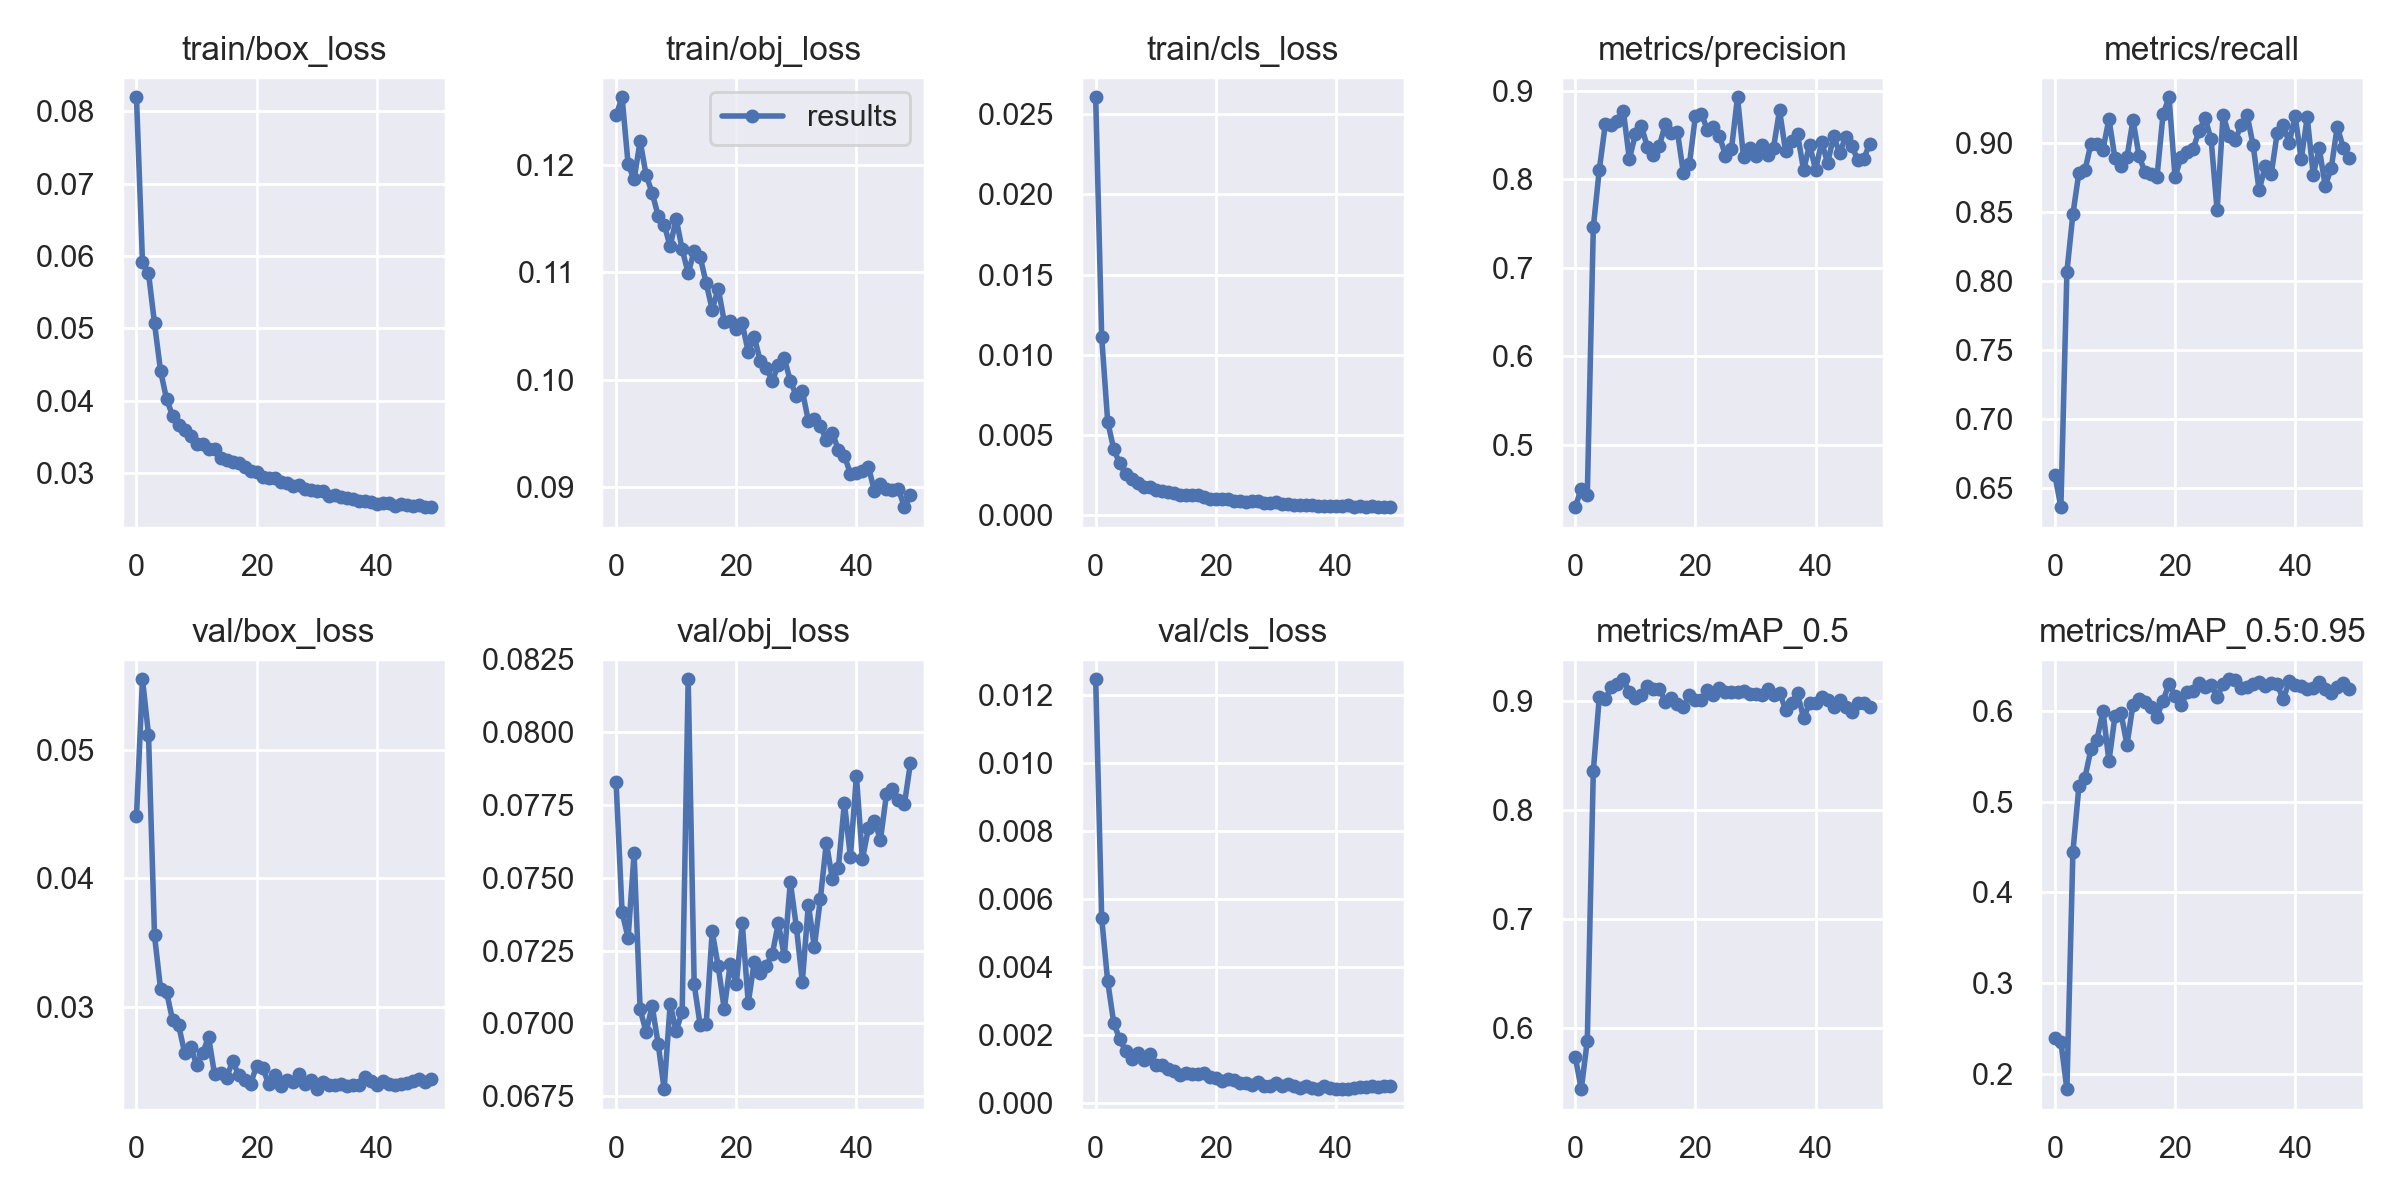 train/box_loss
0.08
0.07
0.06
0.05
0.04
0.03
0 20 40
train/obj_loss
results
0.12
0.11
0.10
0.09
0 20 40
train/cls_loss
0.025
0.020
0.015
0.010
0.005
0.000
0 20 40
metrics/precision
0.9
0.8
0.7
0.6
0.5
0 20 40
metrics/recall
0.90
0.85
0.80
0.75
0.70
0.65
0 20 40
val/box_loss
0.05
0.04
0.03
0 20 40
val/obj_loss
0.0825
0.0800
0.0775
0.0750
0.0725
0.0700
0.0675
0 20 40
val/cls_loss
0.012
0.010
0.008
0.006
0.004
0.002
0.000
0 20 40
metrics/mAP_0.5
0.9
0.8
0.7
0.6
0 20 40
metrics/mAP_0.5:0.95
0.6
0.5
0.4
0.3
0.2
0 20 40